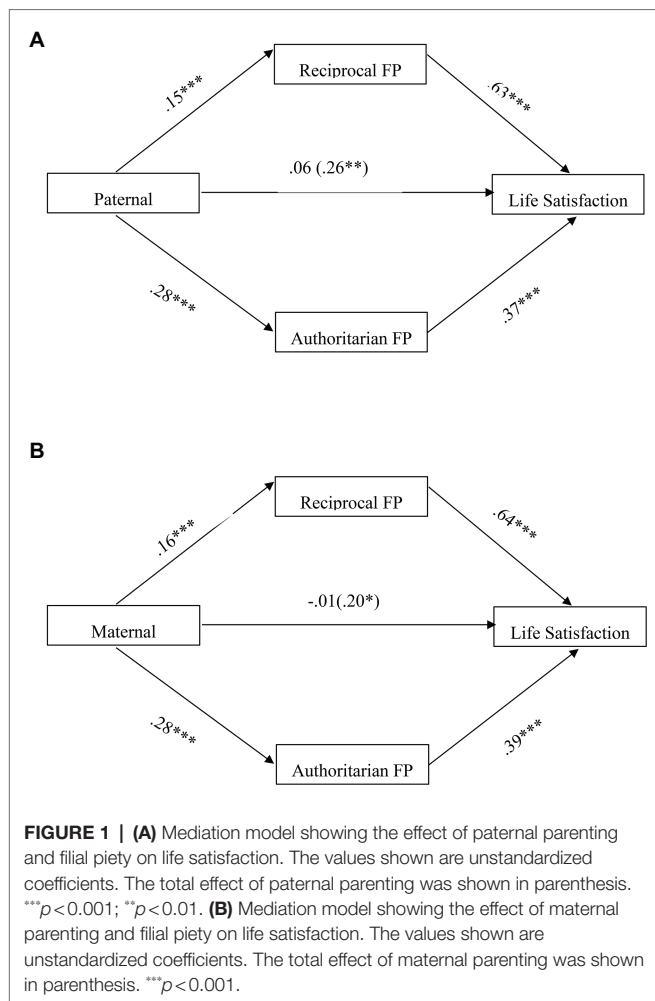 A
Reciprocal FP
.15***
.63***
.06 (.26**)
Paternal
Life Satisfaction
.28***
.37***
Authoritarian FP
B
Reciprocal FP
.16***
.64***
-.01(.20*)
Maternal
Life Satisfaction
.28***
.39***
Authoritarian FP
FIGURE 1 | (A) Mediation model showing the effect of paternal parenting
and filial piety on life satisfaction. The values shown are unstandardized
coefficients. The total effect of paternal parenting was shown in parenthesis.
***p<0.001; **p<0.01. (B) Mediation model showing the effect of maternal
parenting and filial piety on life satisfaction. The values shown are
unstandardized coefficients. The total effect of maternal parenting was shown
in parenthesis. ***p<0.001.